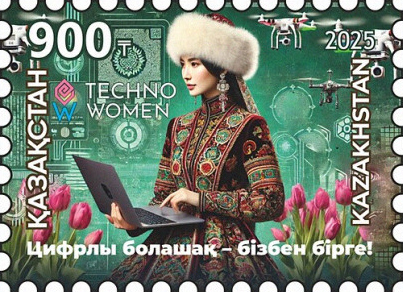 900₸
2025
ҚАЗАҚСТАН
TECHNO
WOMEN
KAZAKHSTAN
Цифрлы болашақ – бізбен бірге!